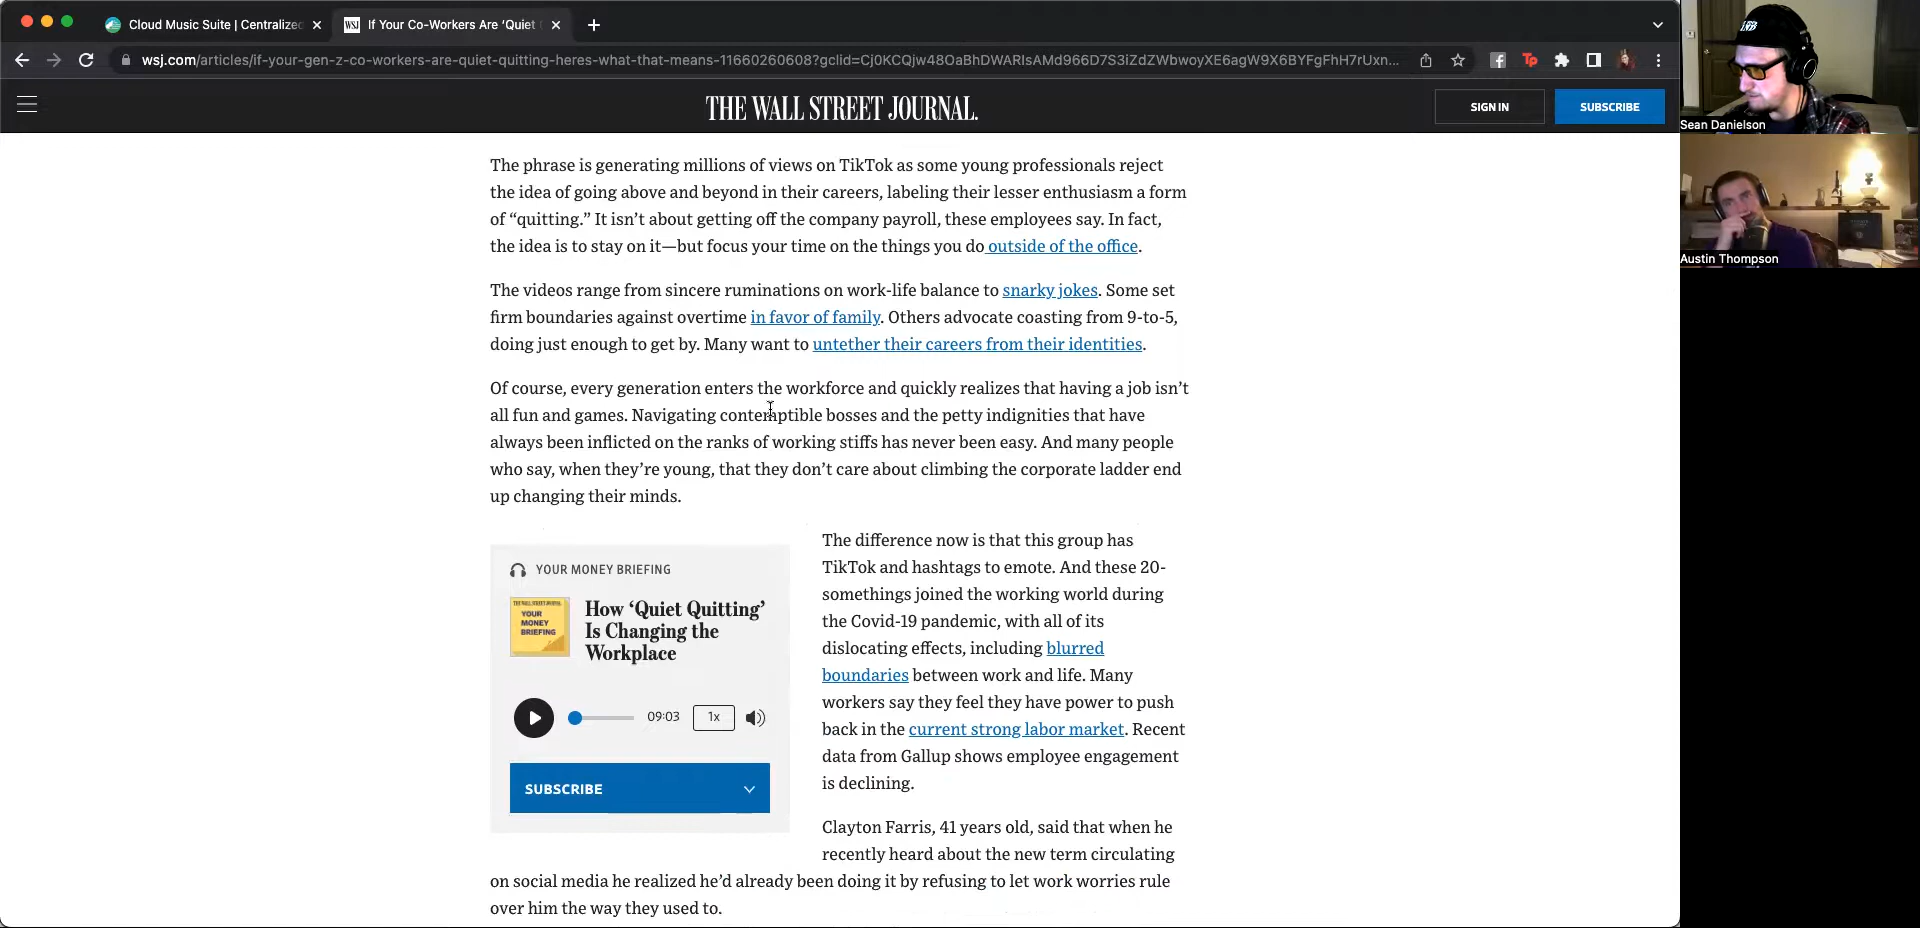 Cloud Music Suite | Centralized
WSJ If Your Co-Workers Are ‘Quiet
wsj.com/articles/if-your-gen-z-co-workers-are-quiet-quitting-heres-what-that-means-11660260608?gclid=Cj0KCQjw48OaBhDWARIsAMd966D7S3iZdZWbwoyXE6agW9X6BYFgFhH7rUxn...
Tp
THE WALL STREET JOURNAL.
SIGN IN
SUBSCRIBE
Sean Danielson
Austin Thompson
The phrase is generating millions of views on TikTok as some young professionals reject
the idea of going above and beyond in their careers, labeling their lesser enthusiasm a form
of “quitting.” It isn’t about getting off the company payroll, these employees say. In fact,
the idea is to stay on it—but focus your time on the things you do outside of the office.
The videos range from sincere ruminations on work-life balance to snarky jokes. Some set
firm boundaries against overtime in favor of family. Others advocate coasting from 9-to-5,
doing just enough to get by. Many want to untether their careers from their identities.
Of course, every generation enters the workforce and quickly realizes that having a job isn’t
all fun and games. Navigating contemptible bosses and the petty indignities that have
always been inflicted on the ranks of working stiffs has never been easy. And many people
who say, when they’re young, that they don’t care about climbing the corporate ladder end
up changing their minds.
YOUR MONEY BRIEFING
THE WALL STREET JOURNAL.
YOUR
MONEY
BRIEFING
How ‘Quiet Quitting’
Is Changing the
Workplace
09:03
1x
SUBSCRIBE
The difference now is that this group has
TikTok and hashtags to emote. And these 20-
somethings joined the working world during
the Covid-19 pandemic, with all of its
dislocating effects, including blurred
boundaries between work and life. Many
workers say they feel they have power to push
back in the current strong labor market. Recent
data from Gallup shows employee engagement
is declining.
Clayton Farris, 41 years old, said that when he
recently heard about the new term circulating
on social media he realized he’d already been doing it by refusing to let work worries rule
over him the way they used to.